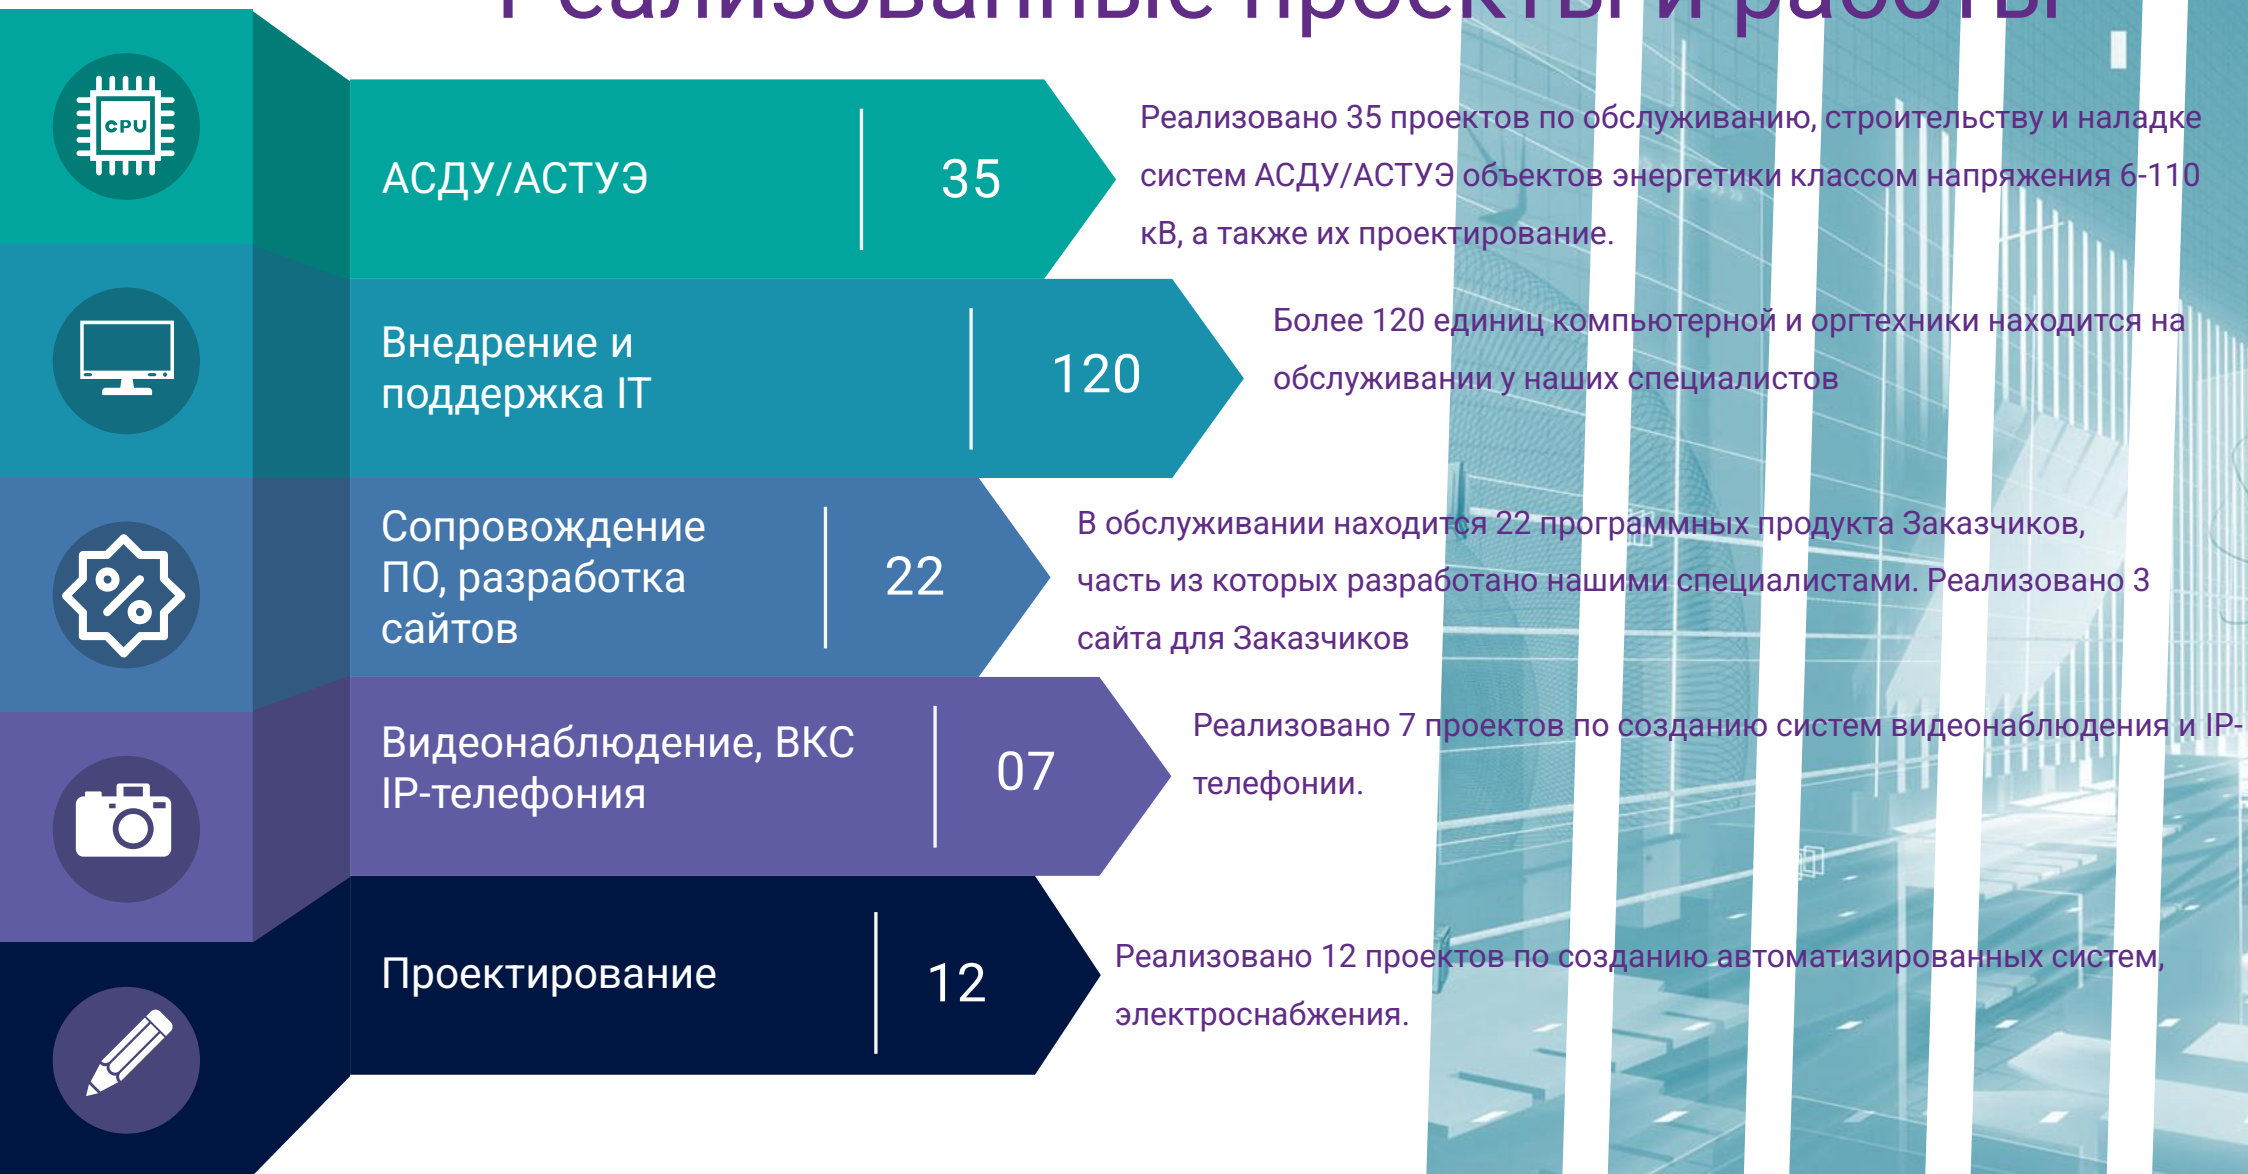 Реализованные проекты и работы
CPU
АСДУ/АСТУЭ
35
Реализовано 35 проектов по обслуживанию, строительству и наладке
систем АСДУ/АСТУЭ объектов энергетики классом напряжения 6-110
кВ, а также их проектирование.
Внедрение и
поддержка IT
120
Более 120 единиц компьютерной и оргтехники находится на
обслуживании у наших специалистов
Сопровождение
ПО, разработка
сайтов
22
В обслуживании находится 22 программных продукта Заказчиков,
часть из которых разработано нашими специалистами. Реализовано 3
сайта для Заказчиков
Видеонаблюдение, ВКС
IP-телефония
07
Реализовано 7 проектов по созданию систем видеонаблюдения и IP-
телефонии.
Проектирование
12
Реализовано 12 проектов по созданию автоматизированных систем,
электроснабжения.